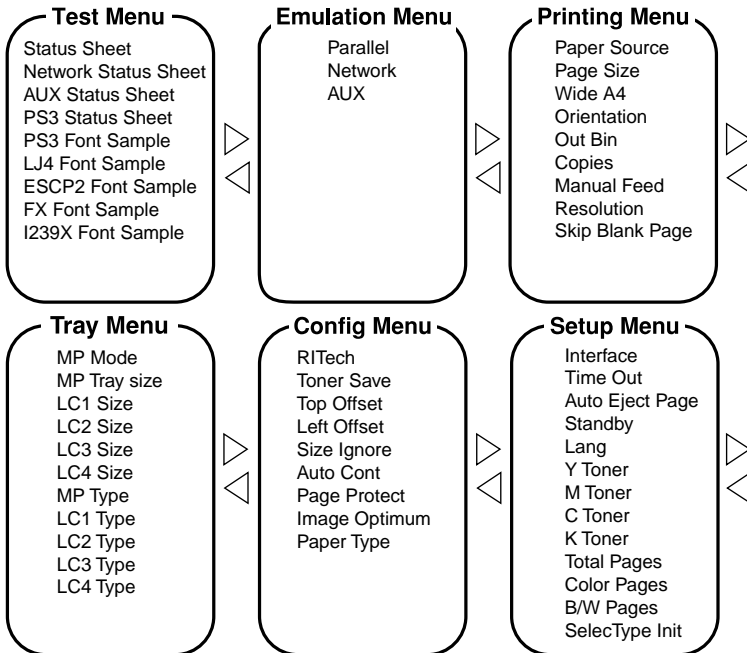 Test Menu
Status Sheet
Network Status Sheet
AUX Status Sheet
PS3 Status Sheet
PS3 Font Sample
LJ4 Font Sample
ESCP2 Font Sample
FX Font Sample
I239X Font Sample
Emulation Menu
Parallel
Network
AUX
Printing Menu
Paper Source
Page Size
Wide A4
Orientation
Out Bin
Copies
Manual Feed
Resolution
Skip Blank Page
Tray Menu
MP Mode
MP Tray size
LC1 Size
LC2 Size
LC3 Size
LC4 Size
MP Type
LC1 Type
LC2 Type
LC3 Type
LC4 Type
Config Menu
RITech
Toner Save
Top Offset
Left Offset
Size Ignore
Auto Cont
Page Protect
Image Optimum
Paper Type
Setup Menu
Interface
Time Out
Auto Eject Page
Standby
Lang
Y Toner
M Toner
C Toner
K Toner
Total Pages
Color Pages
B/W Pages
SelecType Init